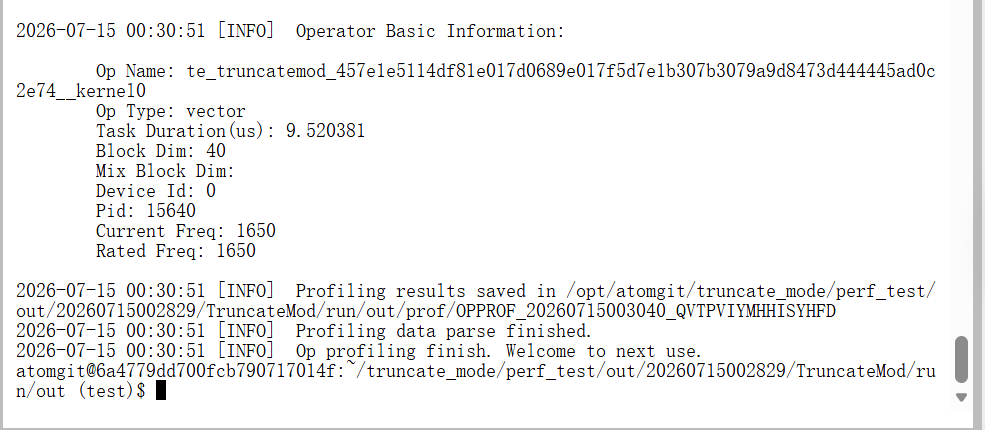 2026-07-15 00:30:51 [INFO]  Operator Basic Information:
Op Name: te_truncatemod_457e1e5114df81e017d0689e017f5d7e1b307b3079a9d8473d444445ad0c
2e74__kernel0
Op Type: vector
Task Duration(us): 9.520381
Block Dim: 40
Mix Block Dim:
Device Id: 0
Pid: 15640
Current Freq: 1650
Rated Freq: 1650
2026-07-15 00:30:51 [INFO]  Profiling results saved in /opt/atomgit/truncate_mode/perf_test/
out/20260715002829/TruncateMod/run/out/prof/OPPROF_20260715003040_QVTPVIYMHHISYHFD
2026-07-15 00:30:51 [INFO]  Profiling data parse finished.
2026-07-15 00:30:51 [INFO]  Op profiling finish. Welcome to next use.
atomgit@6a4779dd700fcb790717014f:~/truncate_mode/perf_test/out/20260715002829/TruncateMod/ru
n/out (test)$